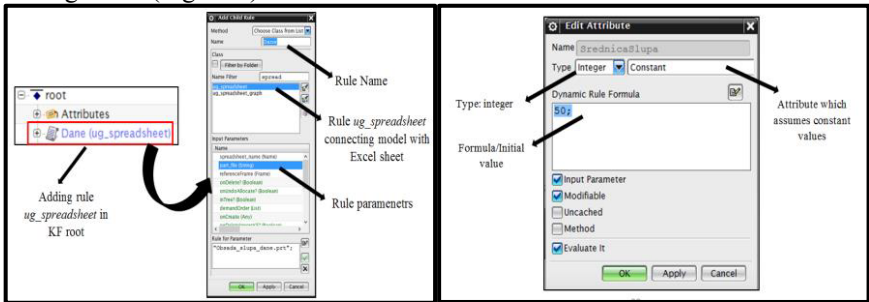 Add Child Rule
Method Choose Class from List
Name Dane
Class
Filter by Folder
Name Filter spread
ug_spreadsheet
ug_spreadsheet_graph
Input Parameters
Name
spreadsheet_name (Name)
part_file (String)
referenceFrame (Frame)
onDelete? (Boolean)
inTree? (Boolean)
demandOrder (List)
onCreate (Any)
Rule for Parameter
"Obsada_slupa_dane.prt";
OK Apply Cancel
root
Attributes
Dane (ug_spreadsheet)
Adding rule
ug_spreadsheet in
KF root
Rule Name
Rule ug_spreadsheet
connecting model with
Excel sheet
Rule paramenetrs
Edit Attribute
Name SrednicaSlupa
Type Integer Constant
Dynamic Rule Formula
50;
Input Parameter
Modifiable
Uncached
Method
Evaluate It
OK Apply Cancel
Type: integer
Formula/Initial
value
Attribute which
assumes constant
values